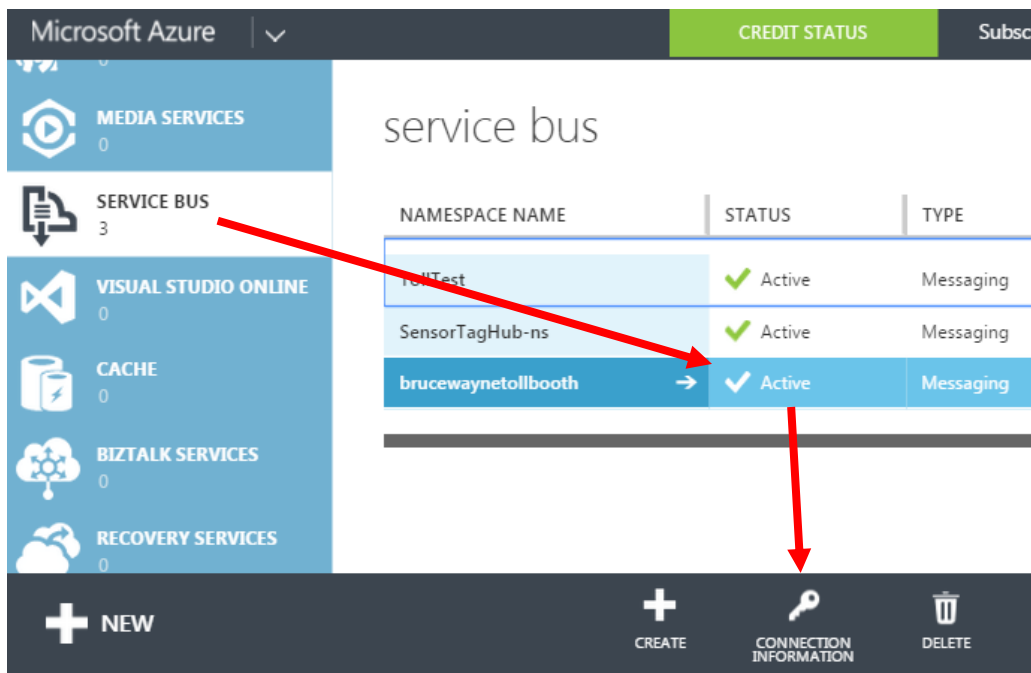 Microsoft Azure
CREDIT STATUS
Subsc
0
MEDIA SERVICES
0
SERVICE BUS
3
VISUAL STUDIO ONLINE
0
CACHE
0
BIZTALK SERVICES
0
RECOVERY SERVICES
0
service bus
NAMESPACE NAME STATUS TYPE
TollTest Active Messaging
SensorTagHub-ns Active Messaging
brucewaynetollbooth Active Messaging
NEW
CREATE
CONNECTION
INFORMATION
DELETE